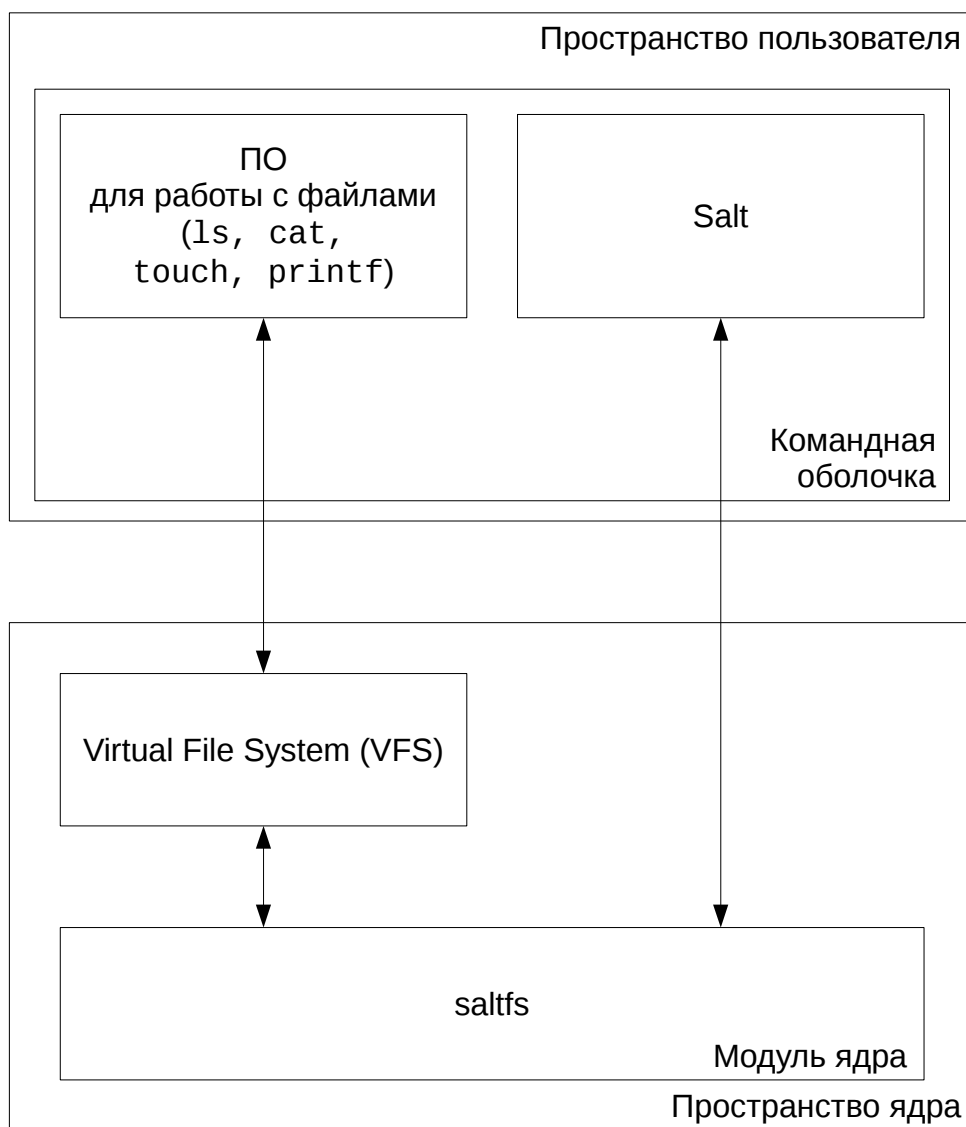 Пространство пользователя
ПО
для работы с файлами
(ls, cat,
touch, printf)
Salt
Командная
оболочка
Virtual File System (VFS)
saltfs
Модуль ядра
Пространство ядра